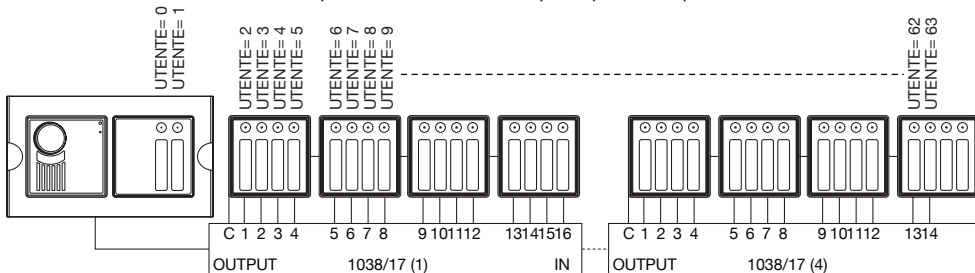 UTENTE= 0
UTENTE= 1
UTENTE= 2
UTENTE= 3
UTENTE= 4
UTENTE= 5
UTENTE= 6
UTENTE= 7
UTENTE= 8
UTENTE= 9
UTENTE= 62
UTENTE= 63
C 1 2 3 4 5 6 7 8 9 10 11 12 13 14 15 16
OUTPUT 1038/17 (1) IN
C 1 2 3 4 5 6 7 8 9 10 11 12 13 14
OUTPUT 1038/17 (4)